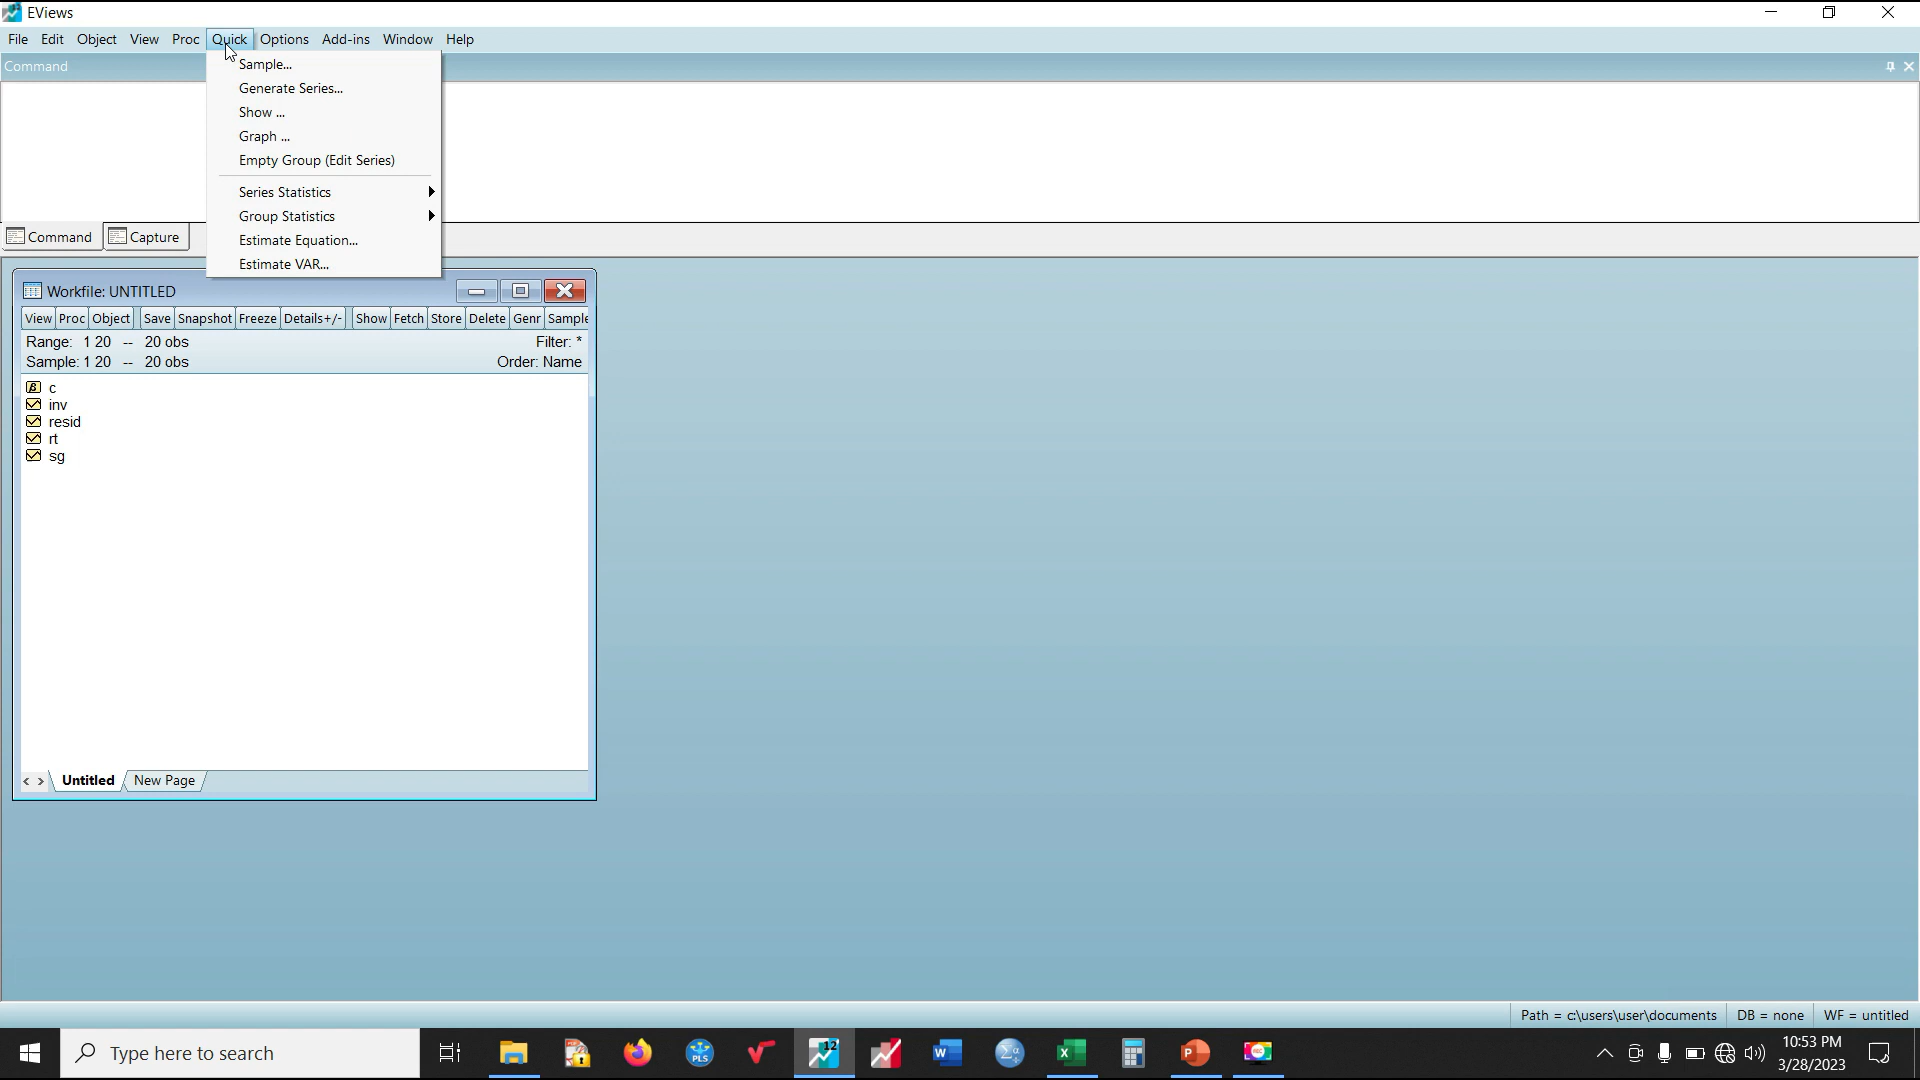 EViews
File Edit Object View Proc Quick Options Add-ins Window Help
Command
Sample...
Generate Series...
Show ...
Graph ...
Empty Group (Edit Series)
Series Statistics
Group Statistics
Estimate Equation...
Estimate VAR...
Command Capture
Workfile: UNTITLED
View Proc Object Save Snapshot Freeze Details+/- Show Fetch Store Delete Genr Sample
Range: 1 20 -- 20 obs Filter: *
Sample: 1 20 -- 20 obs Order: Name
β c
inv
resid
rt
sg
< > Untitled New Page
Path = c:\users\user\documents DB = none WF = untitled
Type here to search
PLS
12
W
Σα
X
P
REC
10:53 PM
3/28/2023